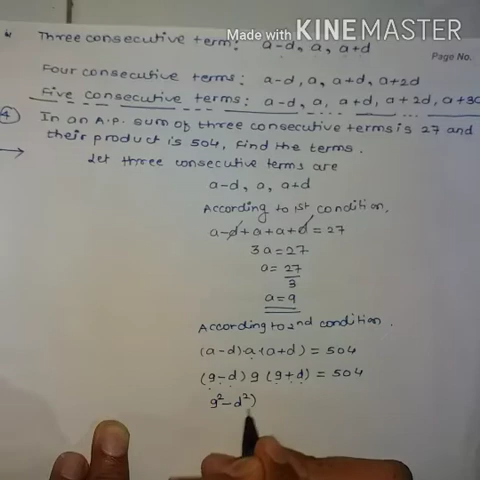 Made with KINEMASTER
Page No.
Three consecutive term: a-d, a, a+d
Four consecutive terms: a-d, a, a+d, a+2d
Five consecutive terms: a-d, a, a+d, a+2d, a+3d
4 In an A.P. sum of three consecutive terms is 27 and
their product is 504, find the terms.
→ Let three consecutive terms are
a-d, a, a+d
According to 1st condition,
a-d+a+a+d = 27
3a = 27
a = 27/3
a = 9
According to 2nd condition.
(a-d)·a·(a+d) = 504
(9-d) 9 (9+d) = 504
9²-d²)